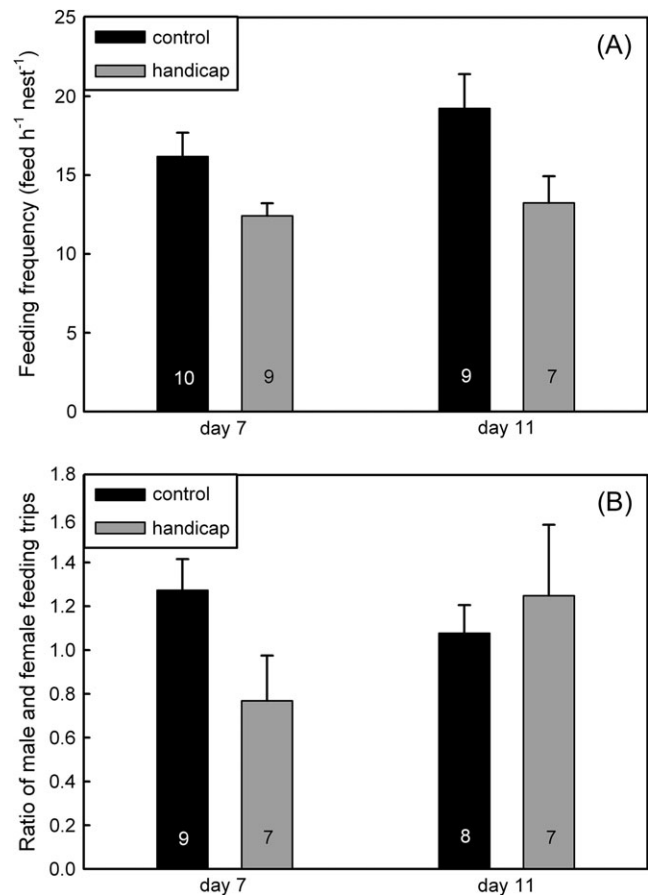 25
20
15
10
5
0
Feeding frequency (feed h⁻¹ nest⁻¹)
control
handicap
(A)
10
9
9
7
day 7
day 11
1.8
1.6
1.4
1.2
1.0
0.8
0.6
0.4
0.2
0.0
Ratio of male and female feeding trips
control
handicap
(B)
9
7
8
7
day 7
day 11